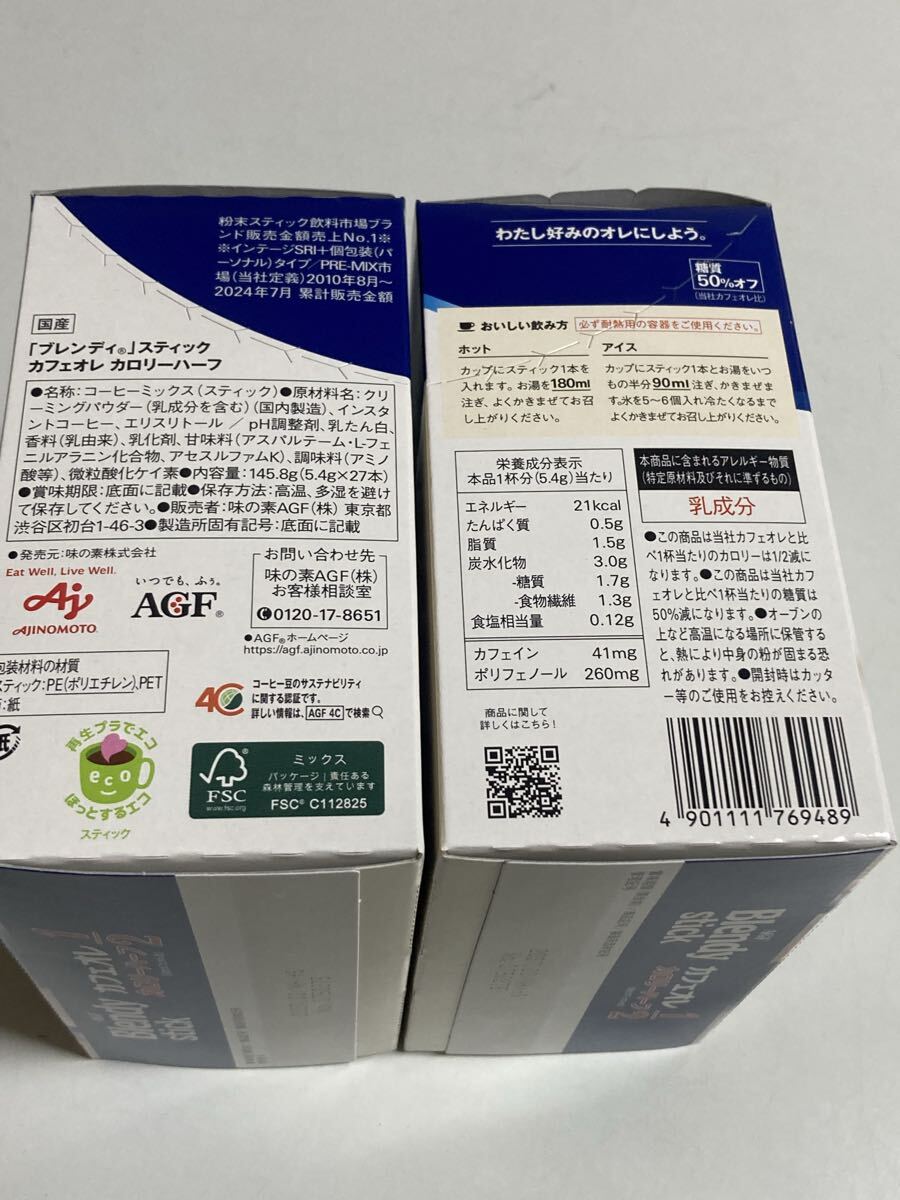 粉末スティック飲料市場ブラ
ンド販売金額売上No.1※
※インテージSRI+個包装(パ
ーソナル)タイプ/PRE-MIX市
場(当社定義)2010年8月〜
2024年7月 累計販売金額
国産
「ブレンディ®」スティック
カフェオレ カロリーハーフ
●名称:コーヒーミックス(スティック)●原材料名:クリ
ーミングパウダー(乳成分を含む)(国内製造)、インスタ
ントコーヒー、エリスリトール/pH調整剤、乳たん白、
香料(乳由来)、乳化剤、甘味料(アスパルテーム・L-フェ
ニルアラニン化合物、アセスルファムK)、調味料(アミノ
酸等)、微粒酸化ケイ素●内容量:145.8g(5.4g×27本)
●賞味期限:底面に記載●保存方法:高温、多湿を避け
て保存してください。●販売者:味の素AGF(株) 東京都
渋谷区初台1-46-3●製造所固有記号:底面に記載
●発売元:味の素株式会社
Eat Well, Live Well.
Aj
AJINOMOTO®
いつでも、ふぅ。
AGF®
お問い合わせ先
味の素AGF(株)
お客様相談室
0120-17-8651
●AGF®ホームページ
https://agf.ajinomoto.co.jp
包装材料の材質
スティック:PE(ポリエチレン)、PET
:紙
紙
4C
コーヒー豆のサステナビリティ
に関する認証です。
詳しい情報は、AGF 4Cで検索
再生プラでエコ
eco
ほっとするエコ
スティック
FSC
www.fsc.org
ミックス
パッケージ|責任ある
森林管理を支えています
FSC® C112825
Blendy カフェオレ 1
stick
2
わたし好みのオレにしよう。
糖質
50%オフ
(当社カフェオレ比)
おいしい飲み方 必ず耐熱用の容器をご使用ください。
ホット
カップにスティック1本を
入れます。お湯を180ml
注ぎ、よくかきまぜてお召
し上がりください。
アイス
カップにスティック1本とお湯をいつ
もの半分90ml注ぎ、かきまぜま
す。氷を5〜6個入れ冷たくなるまで
よくかきまぜてお召し上がりください。
栄養成分表示
本品1杯分(5.4g)当たり
エネルギー 21kcal
たんぱく質 0.5g
脂質 1.5g
炭水化物 3.0g
-糖質 1.7g
-食物繊維 1.3g
食塩相当量 0.12g
カフェイン 41mg
ポリフェノール 260mg
商品に関して
詳しくはこちら!
本商品に含まれるアレルギー物質
(特定原材料及びそれに準ずるもの)
乳成分
●この商品は当社カフェオレと比
べ1杯当たりのカロリーは1/2減に
なります。●この商品は当社カフ
ェオレと比べ1杯当たりの糖質は
50%減になります。●オーブンの
上など高温になる場所に保管する
と、熱により中身の粉が固まる恐
れがあります。●開封時はカッタ
ー等のご使用をお控えください。
4 901111 769489
Blendy カフェオレ 1
stick
2